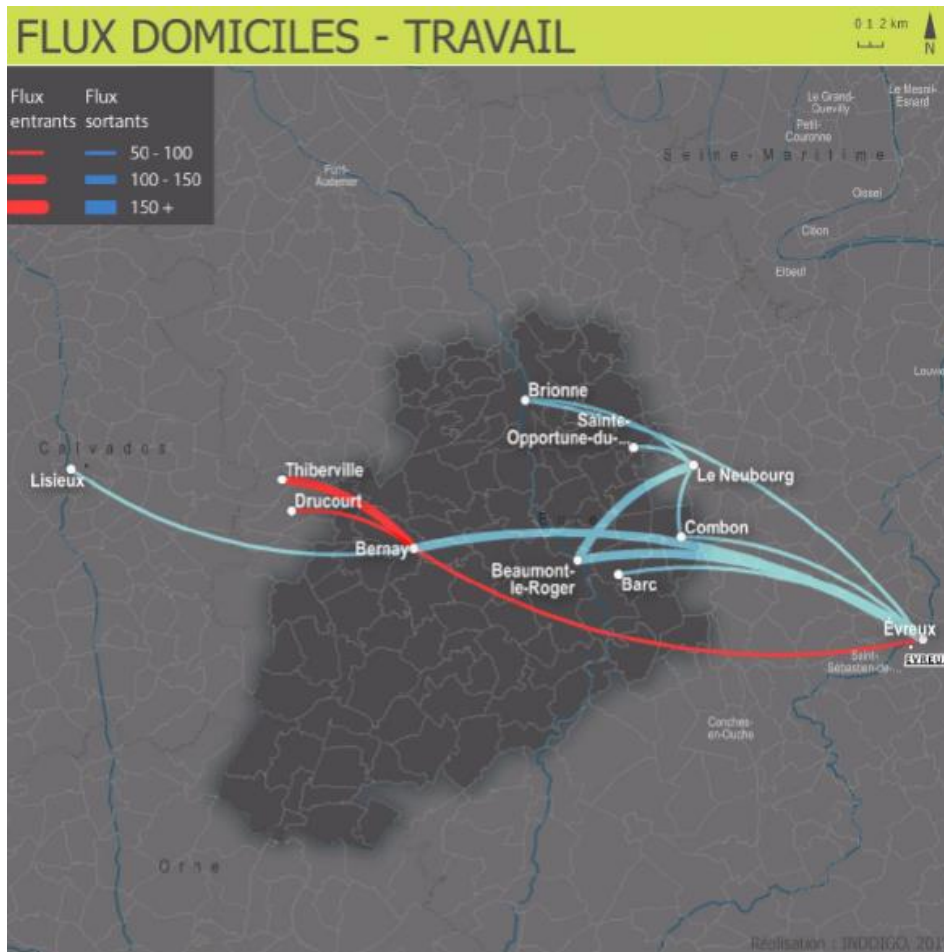 FLUX DOMICILES - TRAVAIL
0 1 2 km
N
Flux entrants
Flux sortants
50 - 100
100 - 150
150 +
Le Mesnil-
Esnard
Le Grand-
Quevilly
Petit-
Couronne
Seine-Maritime
Pont-
Audemer
Oissel
Cléon
Elbeuf
Brionne
Sainte-
Opportune-du-...
Calvados
Lisieux
Thiberville
Le Neubourg
Drucourt
Combon
Bernay
Beaumont-
le-Roger
Barc
Évreux
Saint-
Sébastien-de-...
Conches-
en-Ouche
Orne
Réalisation : INDDIGO, 201